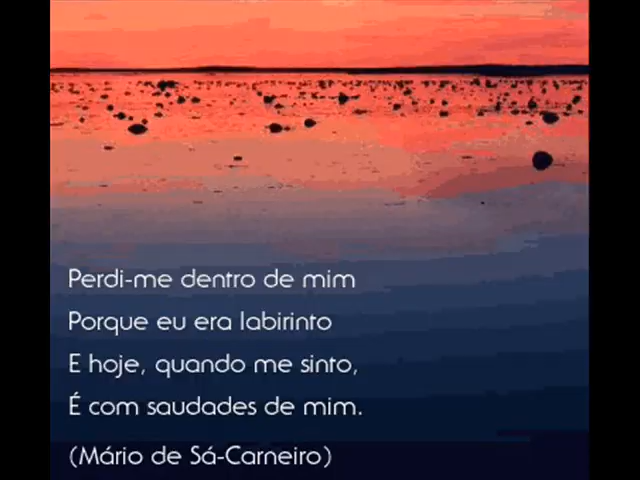 Perdi-me dentro de mim
Porque eu era labirinto
E hoje, quando me sinto,
É com saudades de mim.
(Mário de Sá-Carneiro)